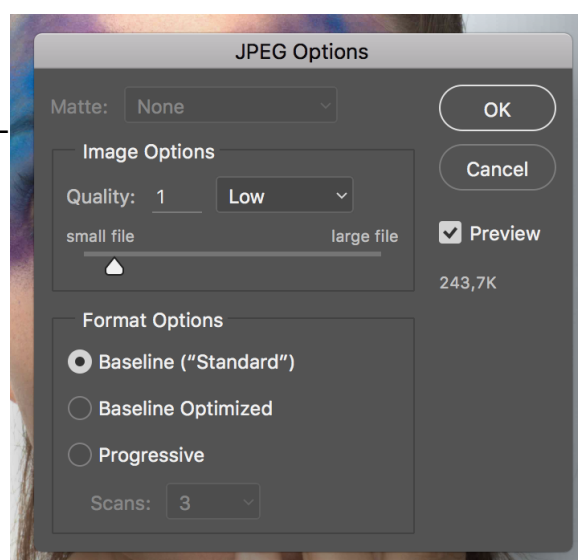 JPEG Options
Matte: None
OK
Image Options
Cancel
Quality: 1 Low
small file large file
Preview
243,7K
Format Options
Baseline (“Standard”)
Baseline Optimized
Progressive
Scans: 3